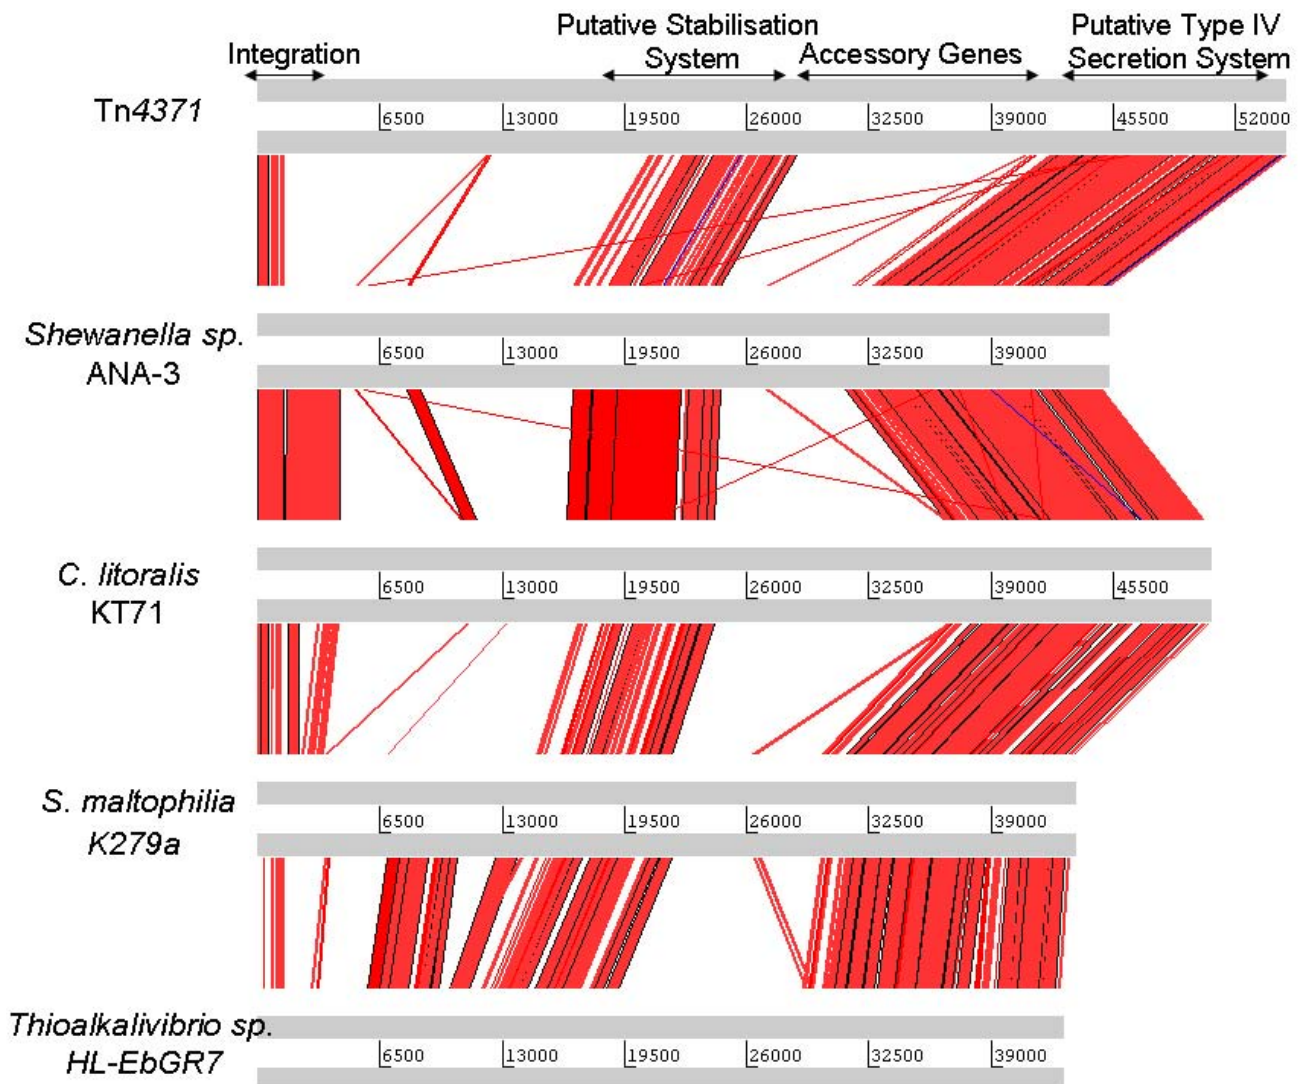 Putative Stabilisation
System
Putative Type IV
Secretion System
Integration
Accessory Genes
Tn4371
6500 13000 19500 26000 32500 39000 45500 52000
Shewanella sp.
ANA-3
6500 13000 19500 26000 32500 39000
C. litoralis
KT71
6500 13000 19500 26000 32500 39000 45500
S. maltophilia
K279a
6500 13000 19500 26000 32500 39000
Thioalkalivibrio sp.
HL-EbGR7
6500 13000 19500 26000 32500 39000